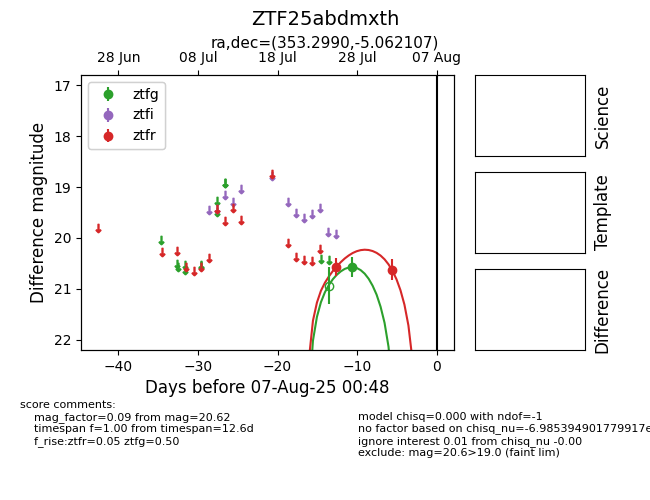 ZTF25abdmxth
ra,dec=(353.2990,-5.062107)
28 Jun 08 Jul 18 Jul 28 Jul 07 Aug
17
18
19
20
21
22
Difference magnitude
ztfg
ztfi
ztfr
−40 −30 −20 −10 0
Days before 07-Aug-25 00:48
Science
Template
Difference
score comments:
mag_factor=0.09 from mag=20.62
timespan f=1.00 from timespan=12.6d
f_rise:ztfr=0.05 ztfg=0.50
model chisq=0.000 with ndof=-1
no factor based on chisq_nu=-6.985394901779917e
ignore interest 0.01 from chisq_nu -0.00
exclude: mag=20.6>19.0 (faint lim)